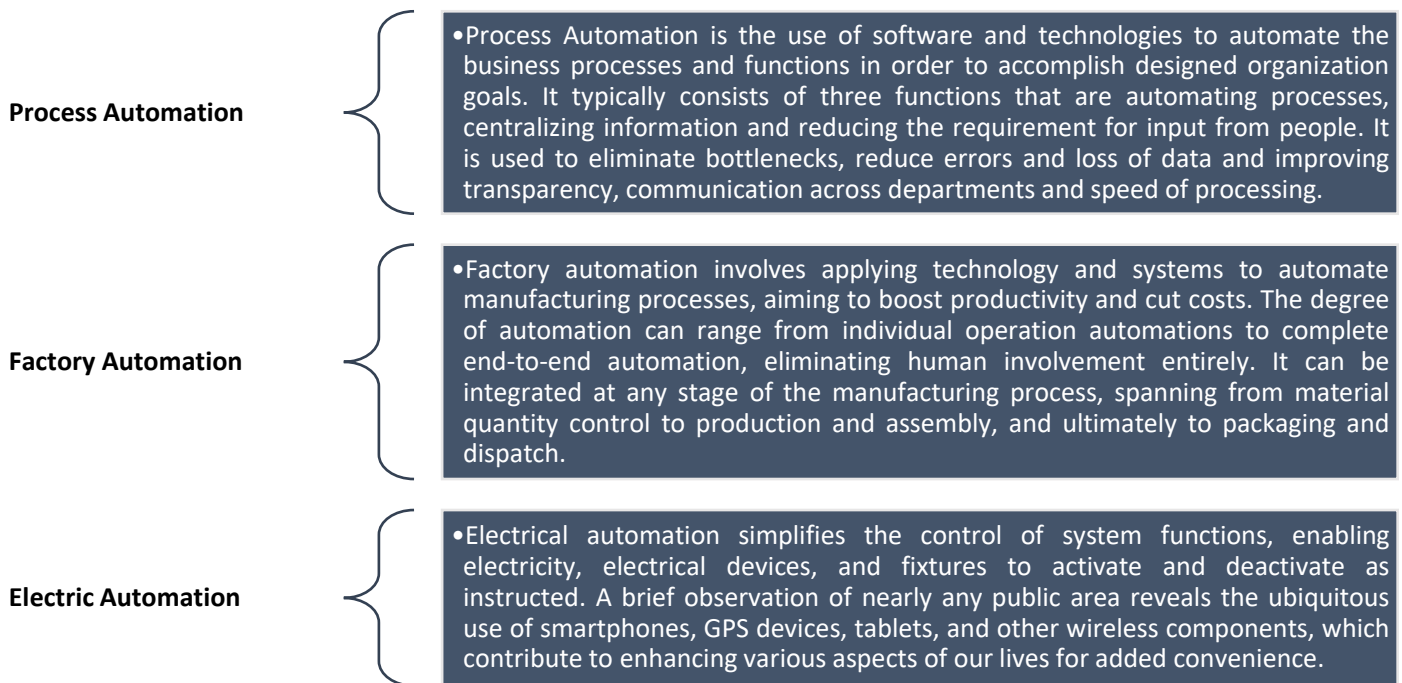 Process Automation
•Process Automation is the use of software and technologies to automate the
business processes and functions in order to accomplish designed organization
goals. It typically consists of three functions that are automating processes,
centralizing information and reducing the requirement for input from people. It
is used to eliminate bottlenecks, reduce errors and loss of data and improving
transparency, communication across departments and speed of processing.
Factory Automation
•Factory automation involves applying technology and systems to automate
manufacturing processes, aiming to boost productivity and cut costs. The degree
of automation can range from individual operation automations to complete
end-to-end automation, eliminating human involvement entirely. It can be
integrated at any stage of the manufacturing process, spanning from material
quantity control to production and assembly, and ultimately to packaging and
dispatch.
Electric Automation
•Electrical automation simplifies the control of system functions, enabling
electricity, electrical devices, and fixtures to activate and deactivate as
instructed. A brief observation of nearly any public area reveals the ubiquitous
use of smartphones, GPS devices, tablets, and other wireless components, which
contribute to enhancing various aspects of our lives for added convenience.